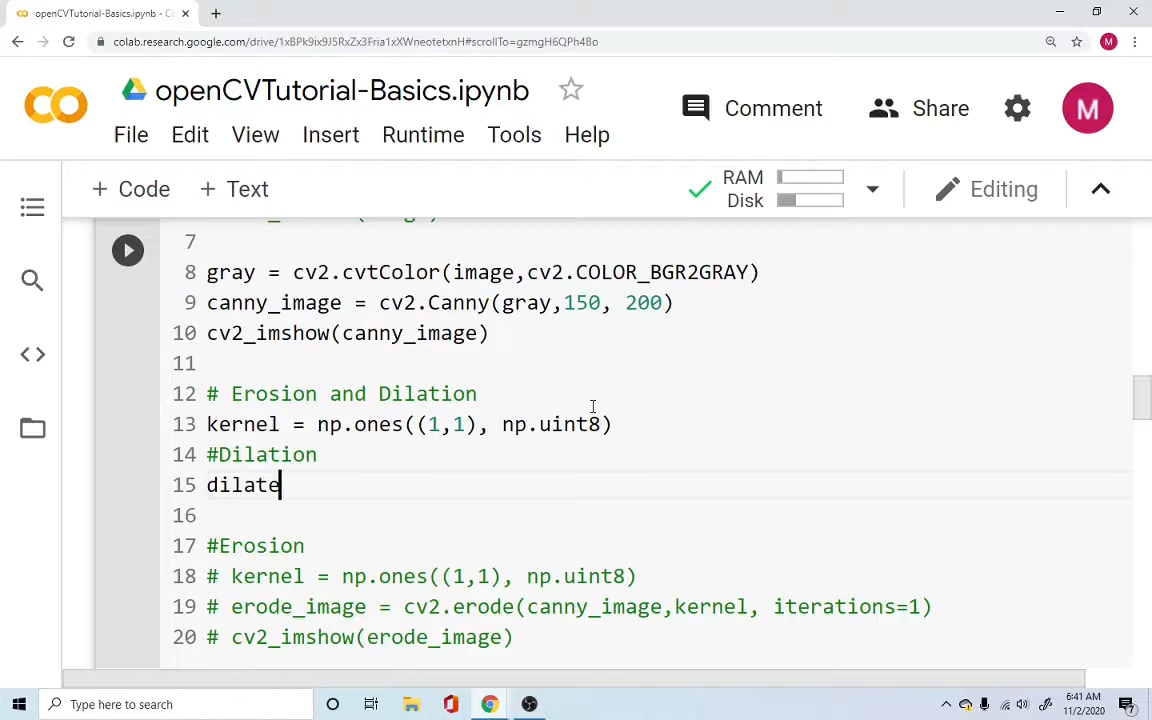 openCVTutorial-Basics.ipynb - C
colab.research.google.com/drive/1xBPk9ix9J5RxZx3Fria1xXWneotetxnH#scrollTo=gzmgH6QPh4Bo
M
openCVTutorial-Basics.ipynb
Comment
Share
M
File Edit View Insert Runtime Tools Help
+ Code + Text
RAM
Disk
Editing
7
8 gray = cv2.cvtColor(image,cv2.COLOR_BGR2GRAY)
9 canny_image = cv2.Canny(gray,150, 200)
10 cv2_imshow(canny_image)
11
12 # Erosion and Dilation
13 kernel = np.ones((1,1), np.uint8)
14 #Dilation
15 dilate
16
17 #Erosion
18 # kernel = np.ones((1,1), np.uint8)
19 # erode_image = cv2.erode(canny_image,kernel, iterations=1)
20 # cv2_imshow(erode_image)
Type here to search
6:41 AM
11/2/2020
7